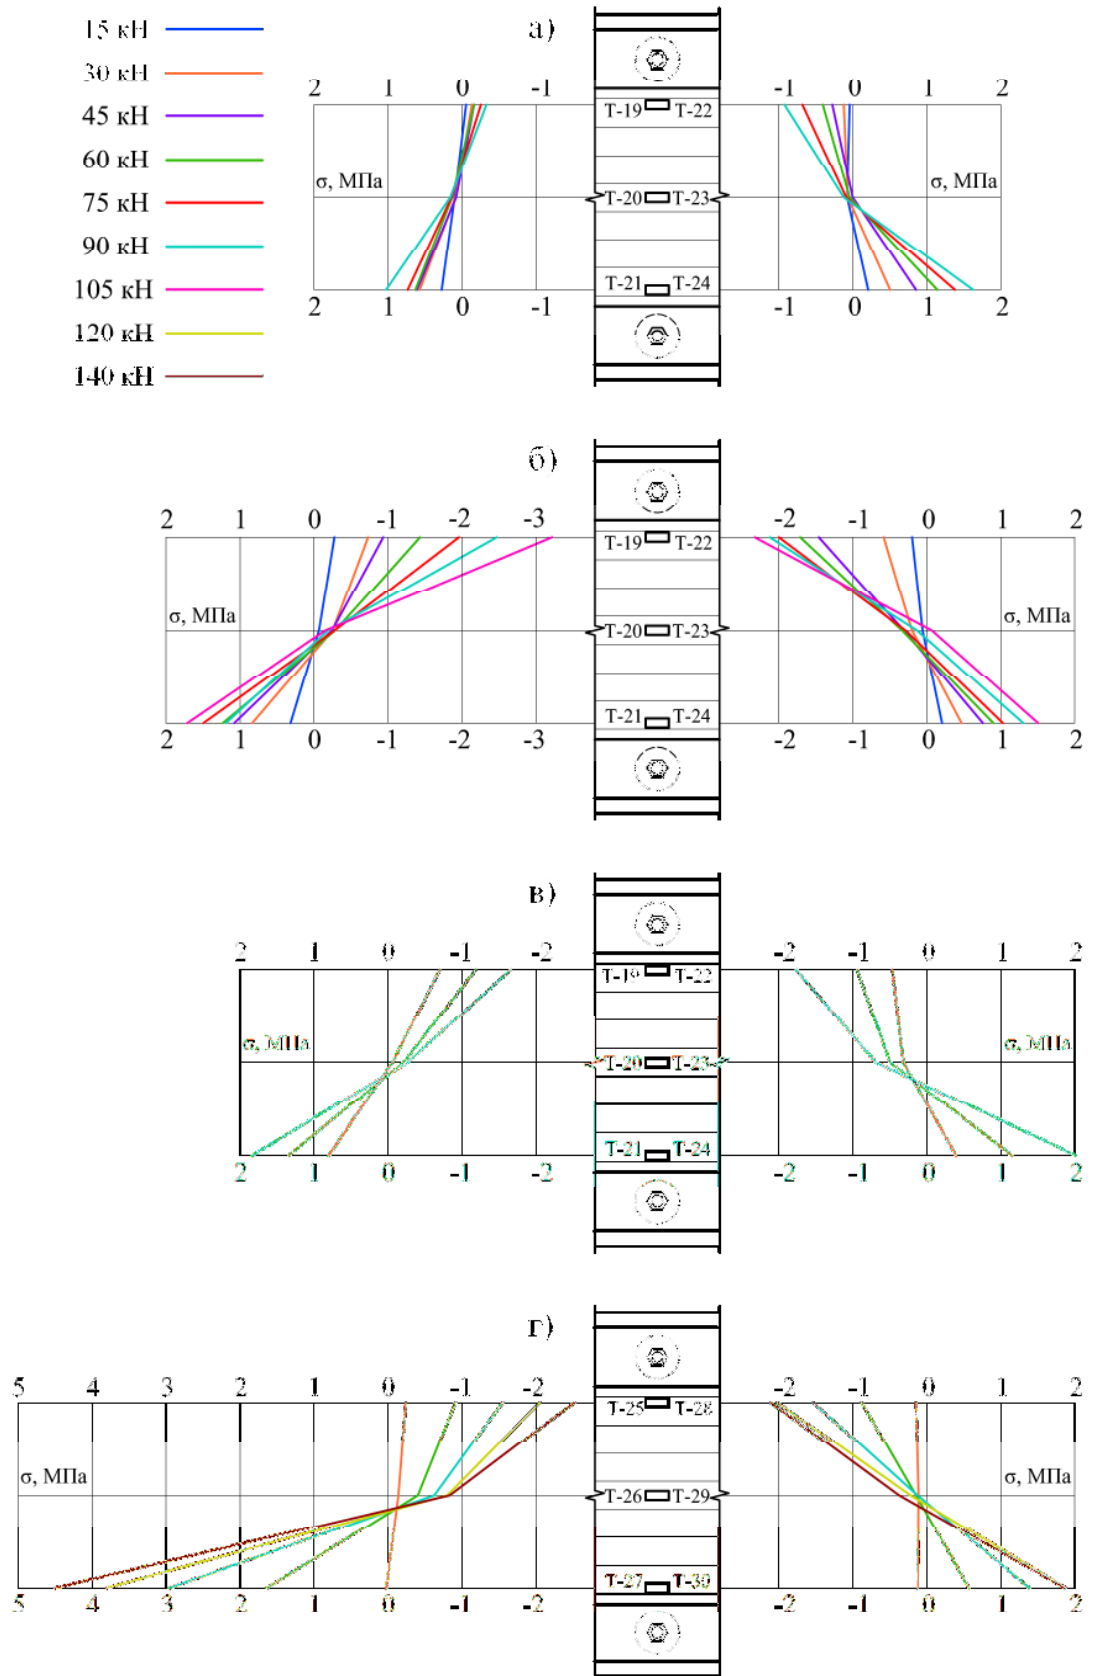 15 кН
30 кН
45 кН
60 кН
75 кН
90 кН
105 кН
120 кН
140 кН
а)
2 1 0 -1
Т-19 Т-22
-1 0 1 2
σ, МПа
Т-20 Т-23
σ, МПа
Т-21 Т-24
2 1 0 -1
-1 0 1 2
б)
2 1 0 -1 -2 -3
Т-19 Т-22
-2 -1 0 1 2
σ, МПа
Т-20 Т-23
σ, МПа
Т-21 Т-24
2 1 0 -1 -2 -3
-2 -1 0 1 2
в)
2 1 0 -1 -2
Т-19 Т-22
-2 -1 0 1 2
σ, МПа
Т-20 Т-23
σ, МПа
Т-21 Т-24
2 1 0 -1 -2
-2 -1 0 1 2
г)
5 4 3 2 1 0 -1 -2
Т-25 Т-28
-2 -1 0 1 2
σ, МПа
Т-26 Т-29
σ, МПа
Т-27 Т-30
5 4 3 2 1 0 -1 -2
-2 -1 0 1 2